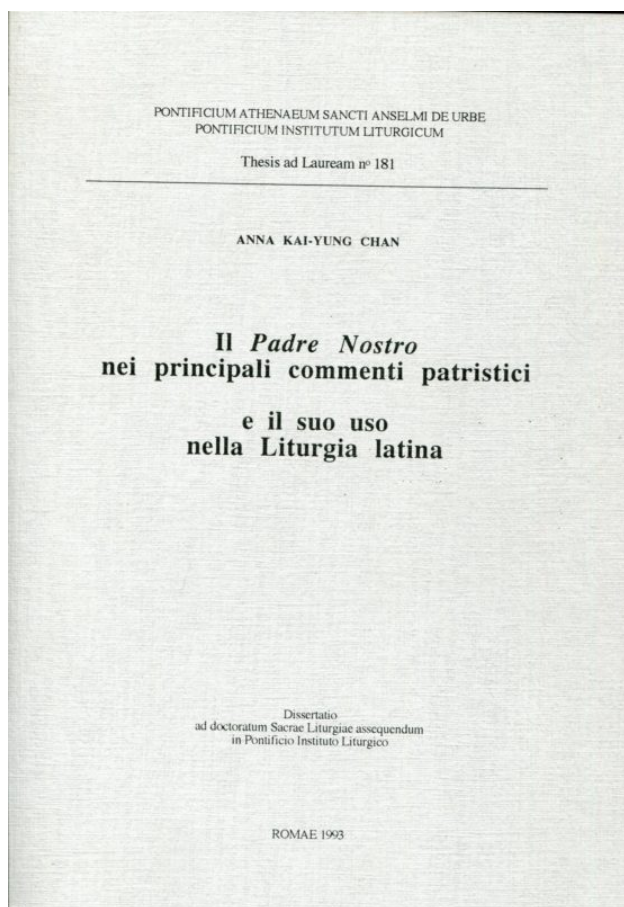 PONTIFICIUM ATHENAEUM SANCTI ANSELMI DE URBE
PONTIFICIUM INSTITUTUM LITURGICUM
Thesis ad Lauream nº 181
ANNA KAI-YUNG CHAN
Il Padre Nostro
nei principali commenti patristici
e il suo uso
nella Liturgia latina
Dissertatio
ad doctoratum Sacrae Liturgiae assequendum
in Pontificio Instituto Liturgico
ROMAE 1993